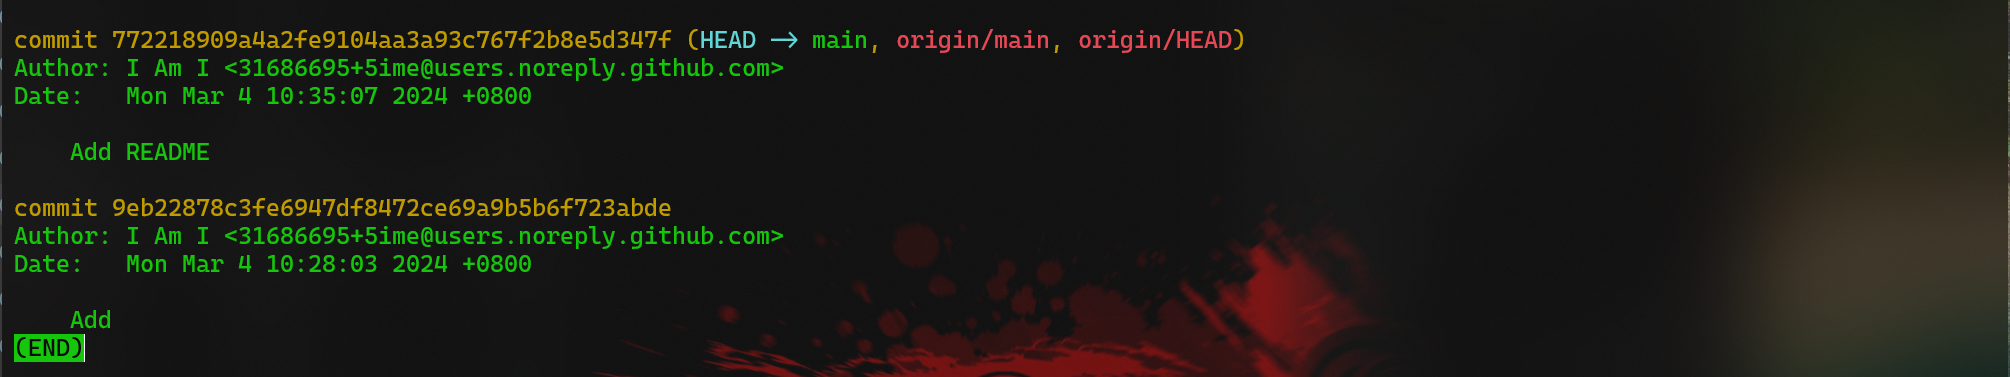 commit 772218909a4a2fe9104aa3a93c767f2b8e5d347f (HEAD -> main, origin/main, origin/HEAD)
Author: I Am I <31686695+5ime@users.noreply.github.com>
Date:   Mon Mar 4 10:35:07 2024 +0800
    Add README
commit 9eb22878c3fe6947df8472ce69a9b5b6f723abde
Author: I Am I <31686695+5ime@users.noreply.github.com>
Date:   Mon Mar 4 10:28:03 2024 +0800
    Add
(END)